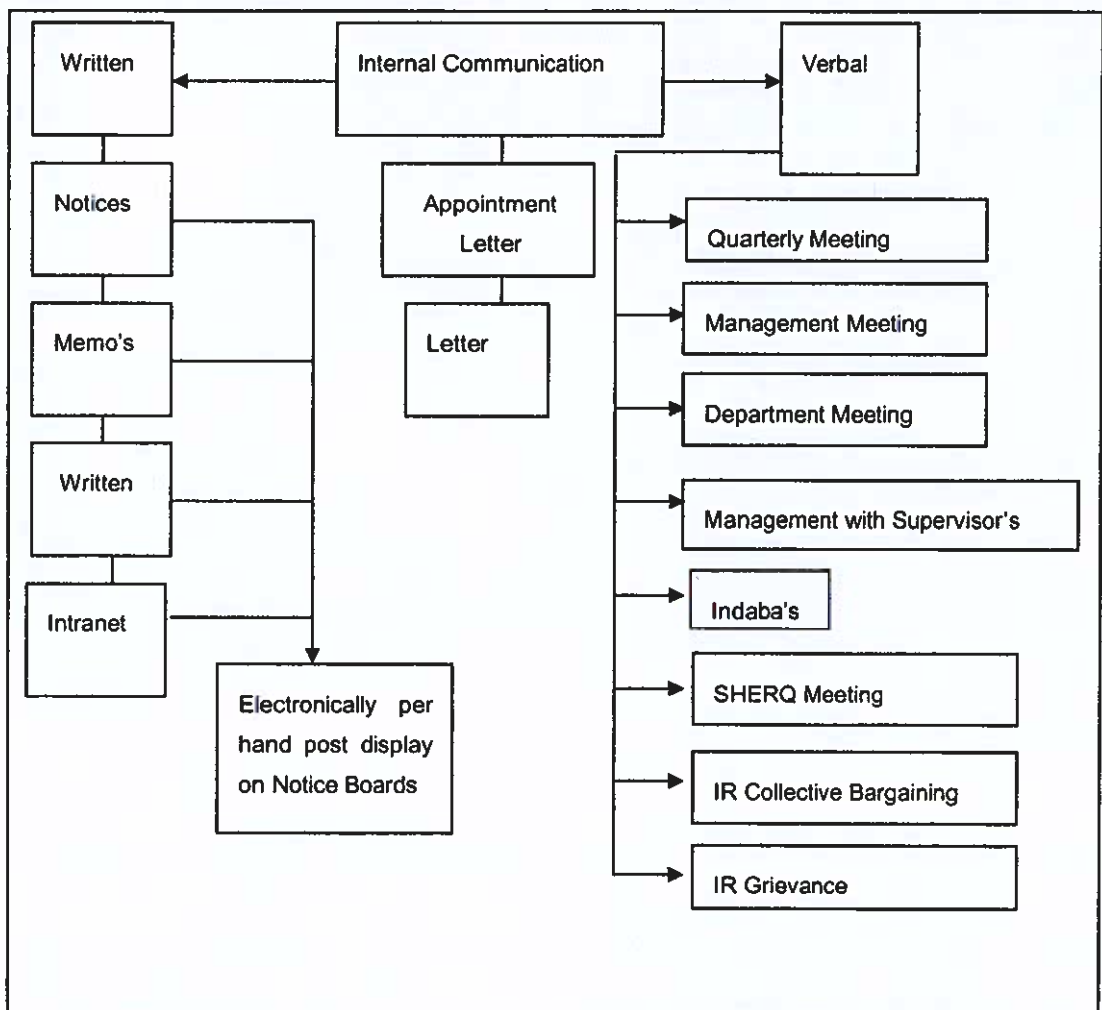 Written
Internal Communication
Verbal
Notices
Appointment
Letter
Memo's
Letter
Written
Intranet
Electronically per
hand post display
on Notice Boards
Quarterly Meeting
Management Meeting
Department Meeting
Management with Supervisor's
Indaba's
SHERQ Meeting
IR Collective Bargaining
IR Grievance